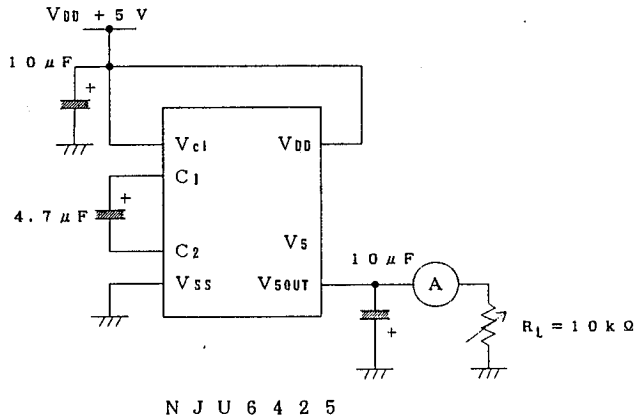 VDD + 5 V
10 μF
+
Vci
VDD
C1
+
4.7 μF
C2
V5
10 μF
VSS
V5OUT
A
+
RL = 10 k Ω
NJU6425